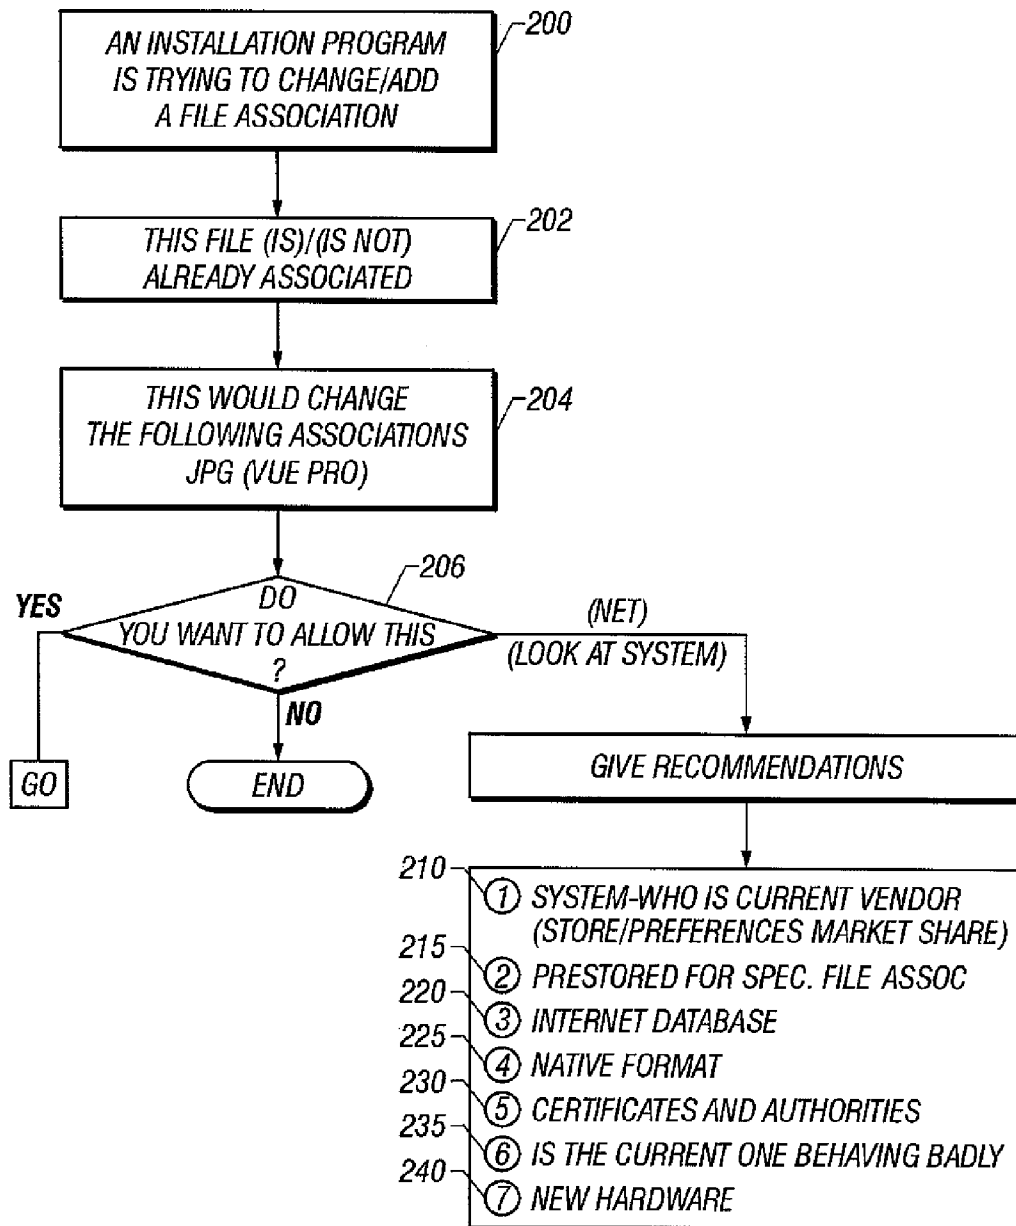 AN INSTALLATION PROGRAM
IS TRYING TO CHANGE/ADD
A FILE ASSOCIATION
200
THIS FILE (IS)/(IS NOT)
ALREADY ASSOCIATED
202
THIS WOULD CHANGE
THE FOLLOWING ASSOCIATIONS
JPG (VUE PRO)
204
206
DO
YOU WANT TO ALLOW THIS
?
YES
NO
(NET)
(LOOK AT SYSTEM)
GO
END
GIVE RECOMMENDATIONS
210
1 SYSTEM-WHO IS CURRENT VENDOR
(STORE/PREFERENCES MARKET SHARE)
215
2 PRESTORED FOR SPEC. FILE ASSOC
220
3 INTERNET DATABASE
225
4 NATIVE FORMAT
230
5 CERTIFICATES AND AUTHORITIES
235
6 IS THE CURRENT ONE BEHAVING BADLY
240
7 NEW HARDWARE